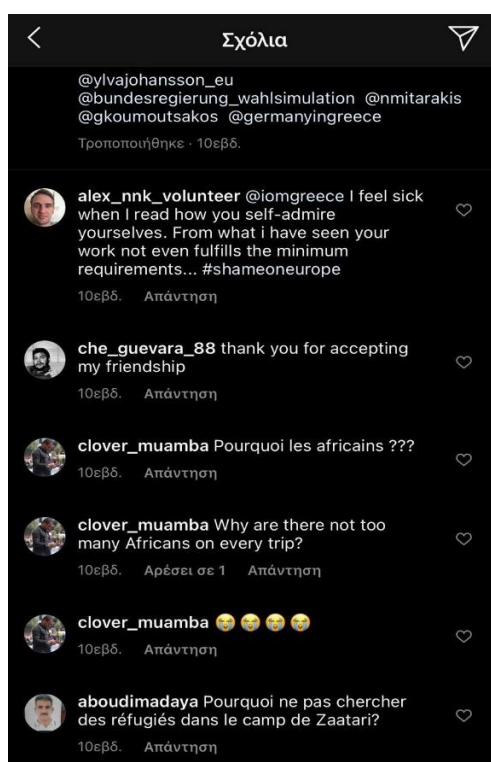 Σχόλια
@ylvajohansson_eu
@bundesregierung_wahlsimulation @nmitarakis
@gkoumoutsakos @germanyingreece
Τροποποιήθηκε · 10εβδ.
alex_nnk_volunteer @iomgreece I feel sick
when I read how you self-admire
yourselves. From what i have seen your
work not even fulfills the minimum
requirements... #shameoneurope
10εβδ. Απάντηση
che_guevara_88 thank you for accepting
my friendship
10εβδ. Απάντηση
clover_muamba Pourquoi les africains ???
10εβδ. Απάντηση
clover_muamba Why are there not too
many Africans on every trip?
10εβδ. Αρέσει σε 1 Απάντηση
clover_muamba 😭😭😭😭
10εβδ. Απάντηση
aboudimadaya Pourquoi ne pas chercher
des réfugiés dans le camp de Zaatari?
10εβδ. Απάντηση